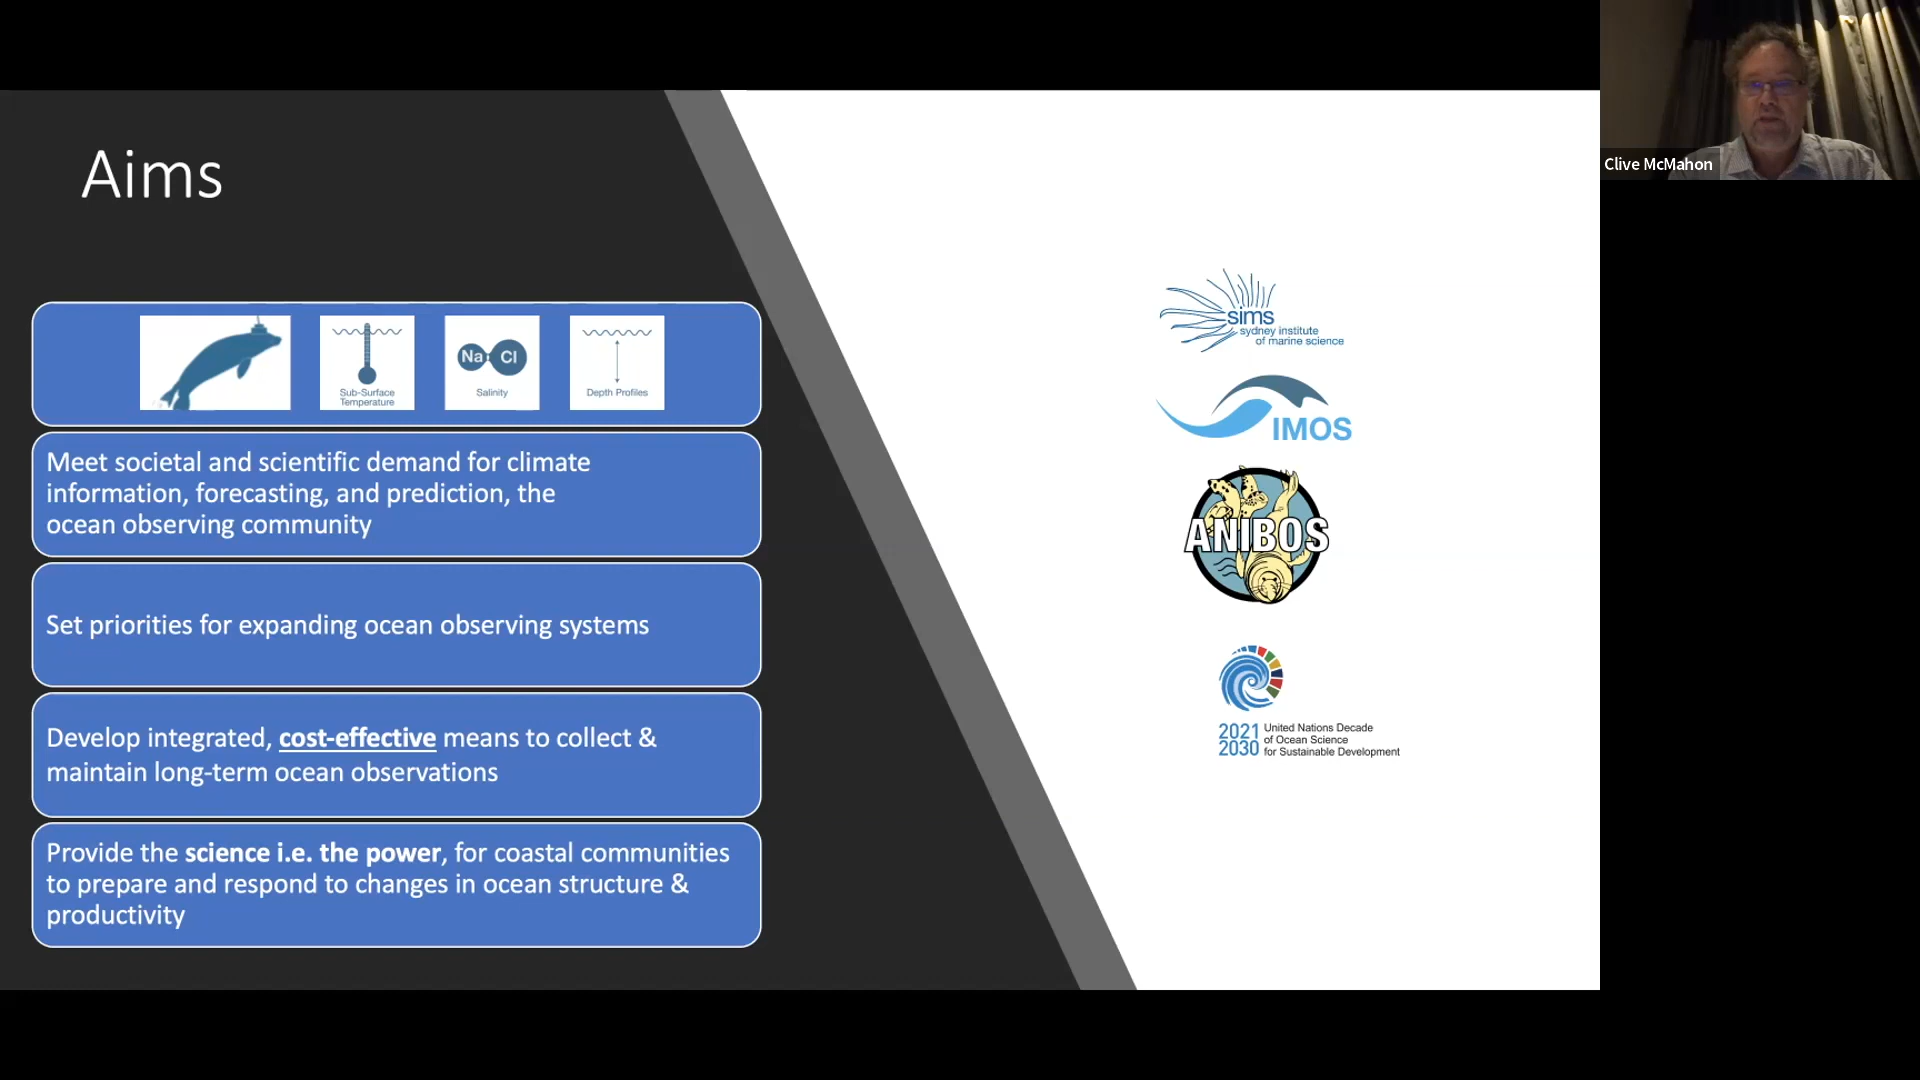 Aims
Sub-Surface
Temperature
Na
Cl
Salinity
Depth Profiles
Meet societal and scientific demand for climate
information, forecasting, and prediction, the
ocean observing community
Set priorities for expanding ocean observing systems
Develop integrated, cost-effective means to collect &
maintain long-term ocean observations
Provide the science i.e. the power, for coastal communities
to prepare and respond to changes in ocean structure &
productivity
sims
sydney institute
of marine science
IMOS
ANIBOS
2021
2030
United Nations Decade
of Ocean Science
for Sustainable Development
Clive McMahon